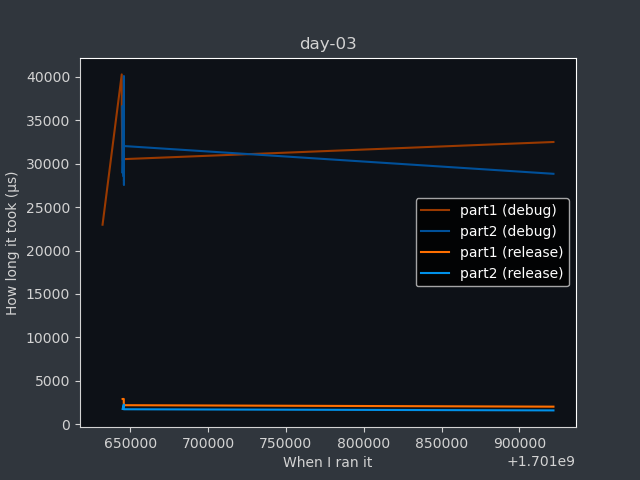 day-03
How long it took (µs)
40000
35000
30000
25000
20000
15000
10000
5000
0
part1 (debug)
part2 (debug)
part1 (release)
part2 (release)
650000 700000 750000 800000 850000 900000
When I ran it
+1.701e9